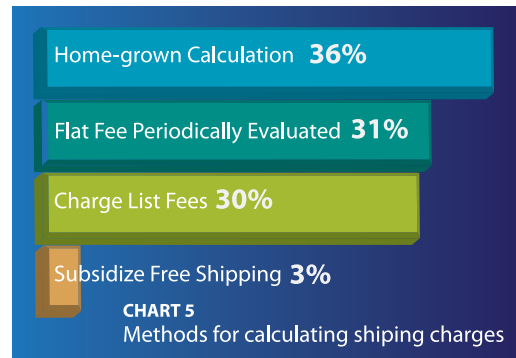 Home-grown Calculation 36%
Flat Fee Periodically Evaluated 31%
Charge List Fees 30%
Subsidize Free Shipping 3%
CHART 5
Methods for calculating shiping charges